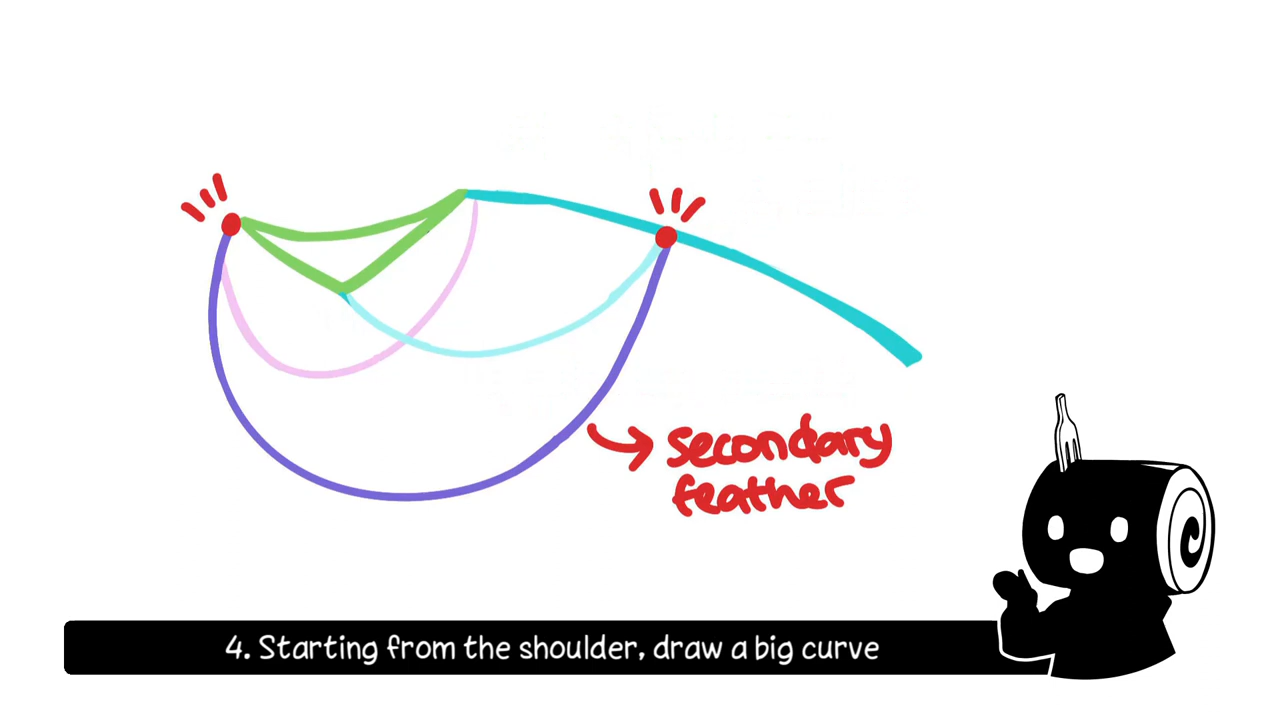 secondary
feather
4. Starting from the shoulder, draw a big curve